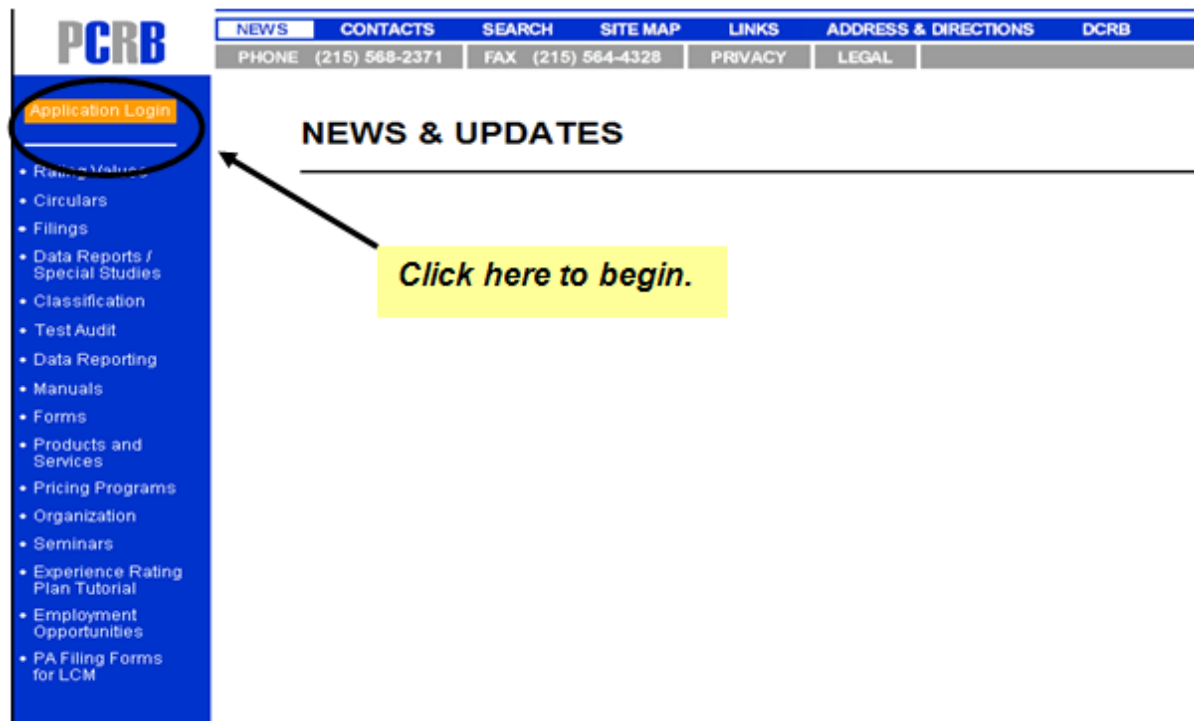 PCRB
NEWS CONTACTS SEARCH SITE MAP LINKS ADDRESS & DIRECTIONS DCRB
PHONE (215) 568-2371 FAX (215) 564-4328 PRIVACY LEGAL
Application Login
NEWS & UPDATES
Click here to begin.
• Rating Values
• Circulars
• Filings
• Data Reports /
Special Studies
• Classification
• Test Audit
• Data Reporting
• Manuals
• Forms
• Products and
Services
• Pricing Programs
• Organization
• Seminars
• Experience Rating
Plan Tutorial
• Employment
Opportunities
• PA Filing Forms
for LCM